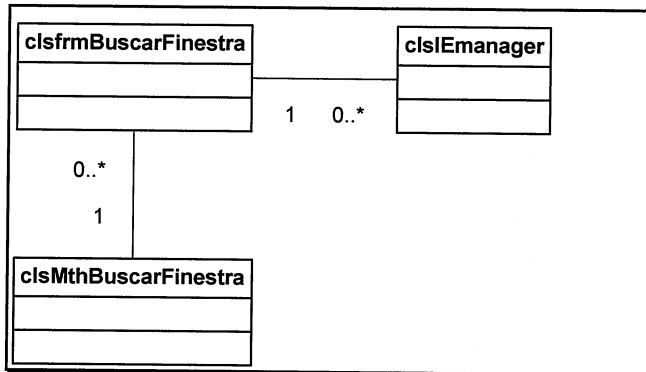 clsfrmBuscarFinestra
clsIEmanager
1
0..*
0..*
1
clsMthBuscarFinestra